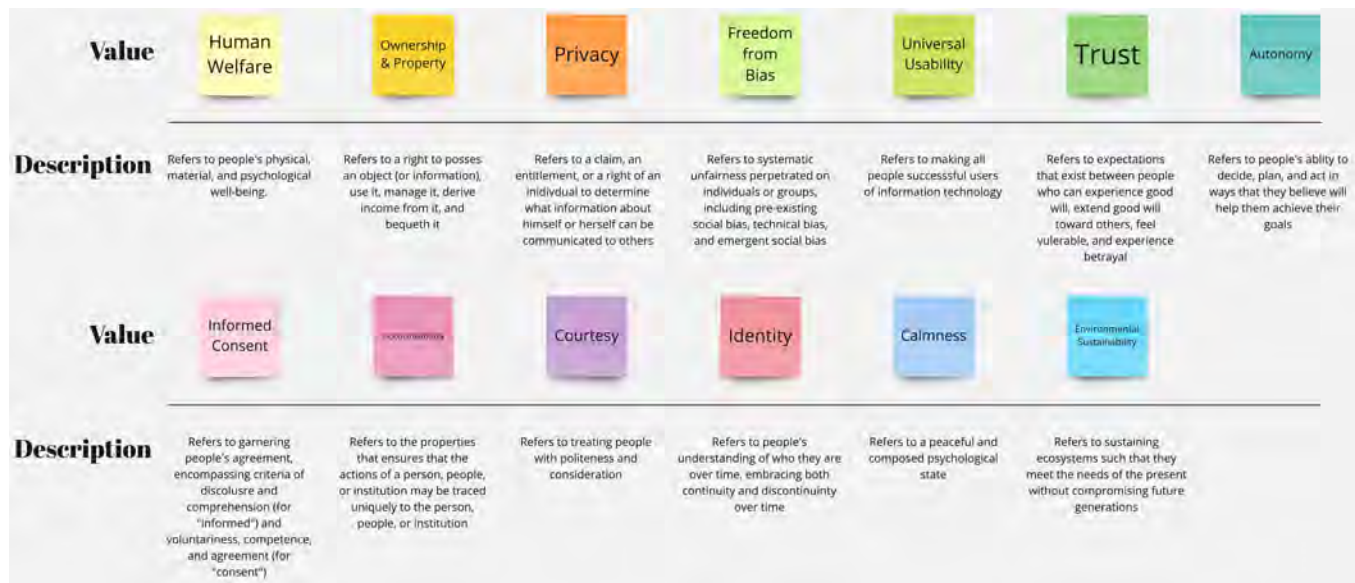 Value
Human
Welfare
Ownership
& Property
Privacy
Freedom
from
Bias
Universal
Usability
Trust
Autonomy
Description
Refers to people's physical,
material, and psychological
well-being.
Refers to a right to posses
an object (or information),
use it, manage it, derive
income from it, and
bequeth it
Refers to a claim, an
entitlement, or a right of an
inidivdual to determine
what information about
himself or herself can be
communicated to others
Refers to systematic
unfairness perpetrated on
individuals or groups,
including pre-existing
social bias, technical bias,
and emergent social bias
Refers to making all
people successsful users
of information technology
Refers to expectations
that exist between people
who can experience good
will, extend good will
toward others, feel
vulerable, and experience
betrayal
Refers to people's ablity to
decide, plan, and act in
ways that they believe will
help them achieve their
goals
Value
Informed
Consent
Courtesy
Identity
Calmness
Environmental
Sustainability
Description
Refers to garnering
people's agreement,
encompassing criteria of
discolusre and
comprehension (for
"informed") and
voluntariness, competence,
and agreement (for
"consent")
Refers to the properties
that ensures that the
actions of a person, people,
or institution may be traced
uniquely to the person,
people, or institution
Refers to treating people
with politeness and
consideration
Refers to people's
understanding of who they are
over time, embracing both
continuity and discontinuinty
over time
Refers to a peaceful and
composed psychological
state
Refers to sustaining
ecosystems such that they
meet the needs of the present
without compromising future
generations